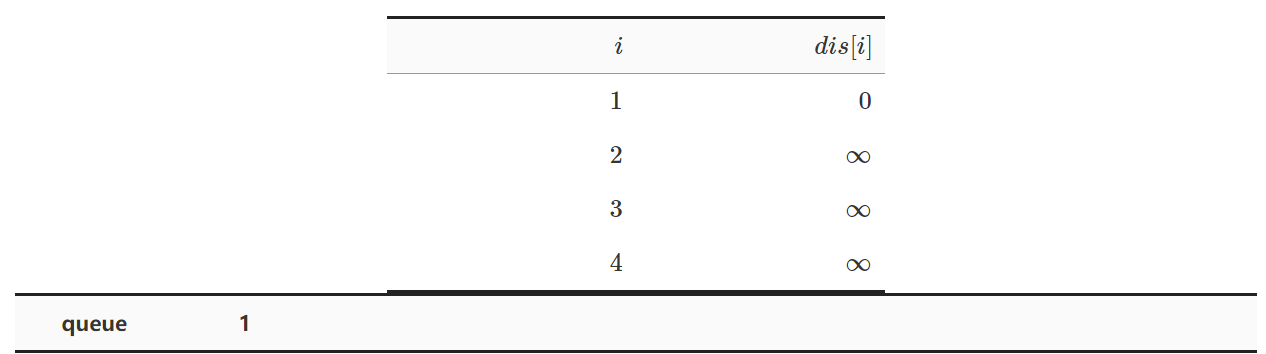 i dis[i]
1 0
2 ∞
3 ∞
4 ∞
queue 1